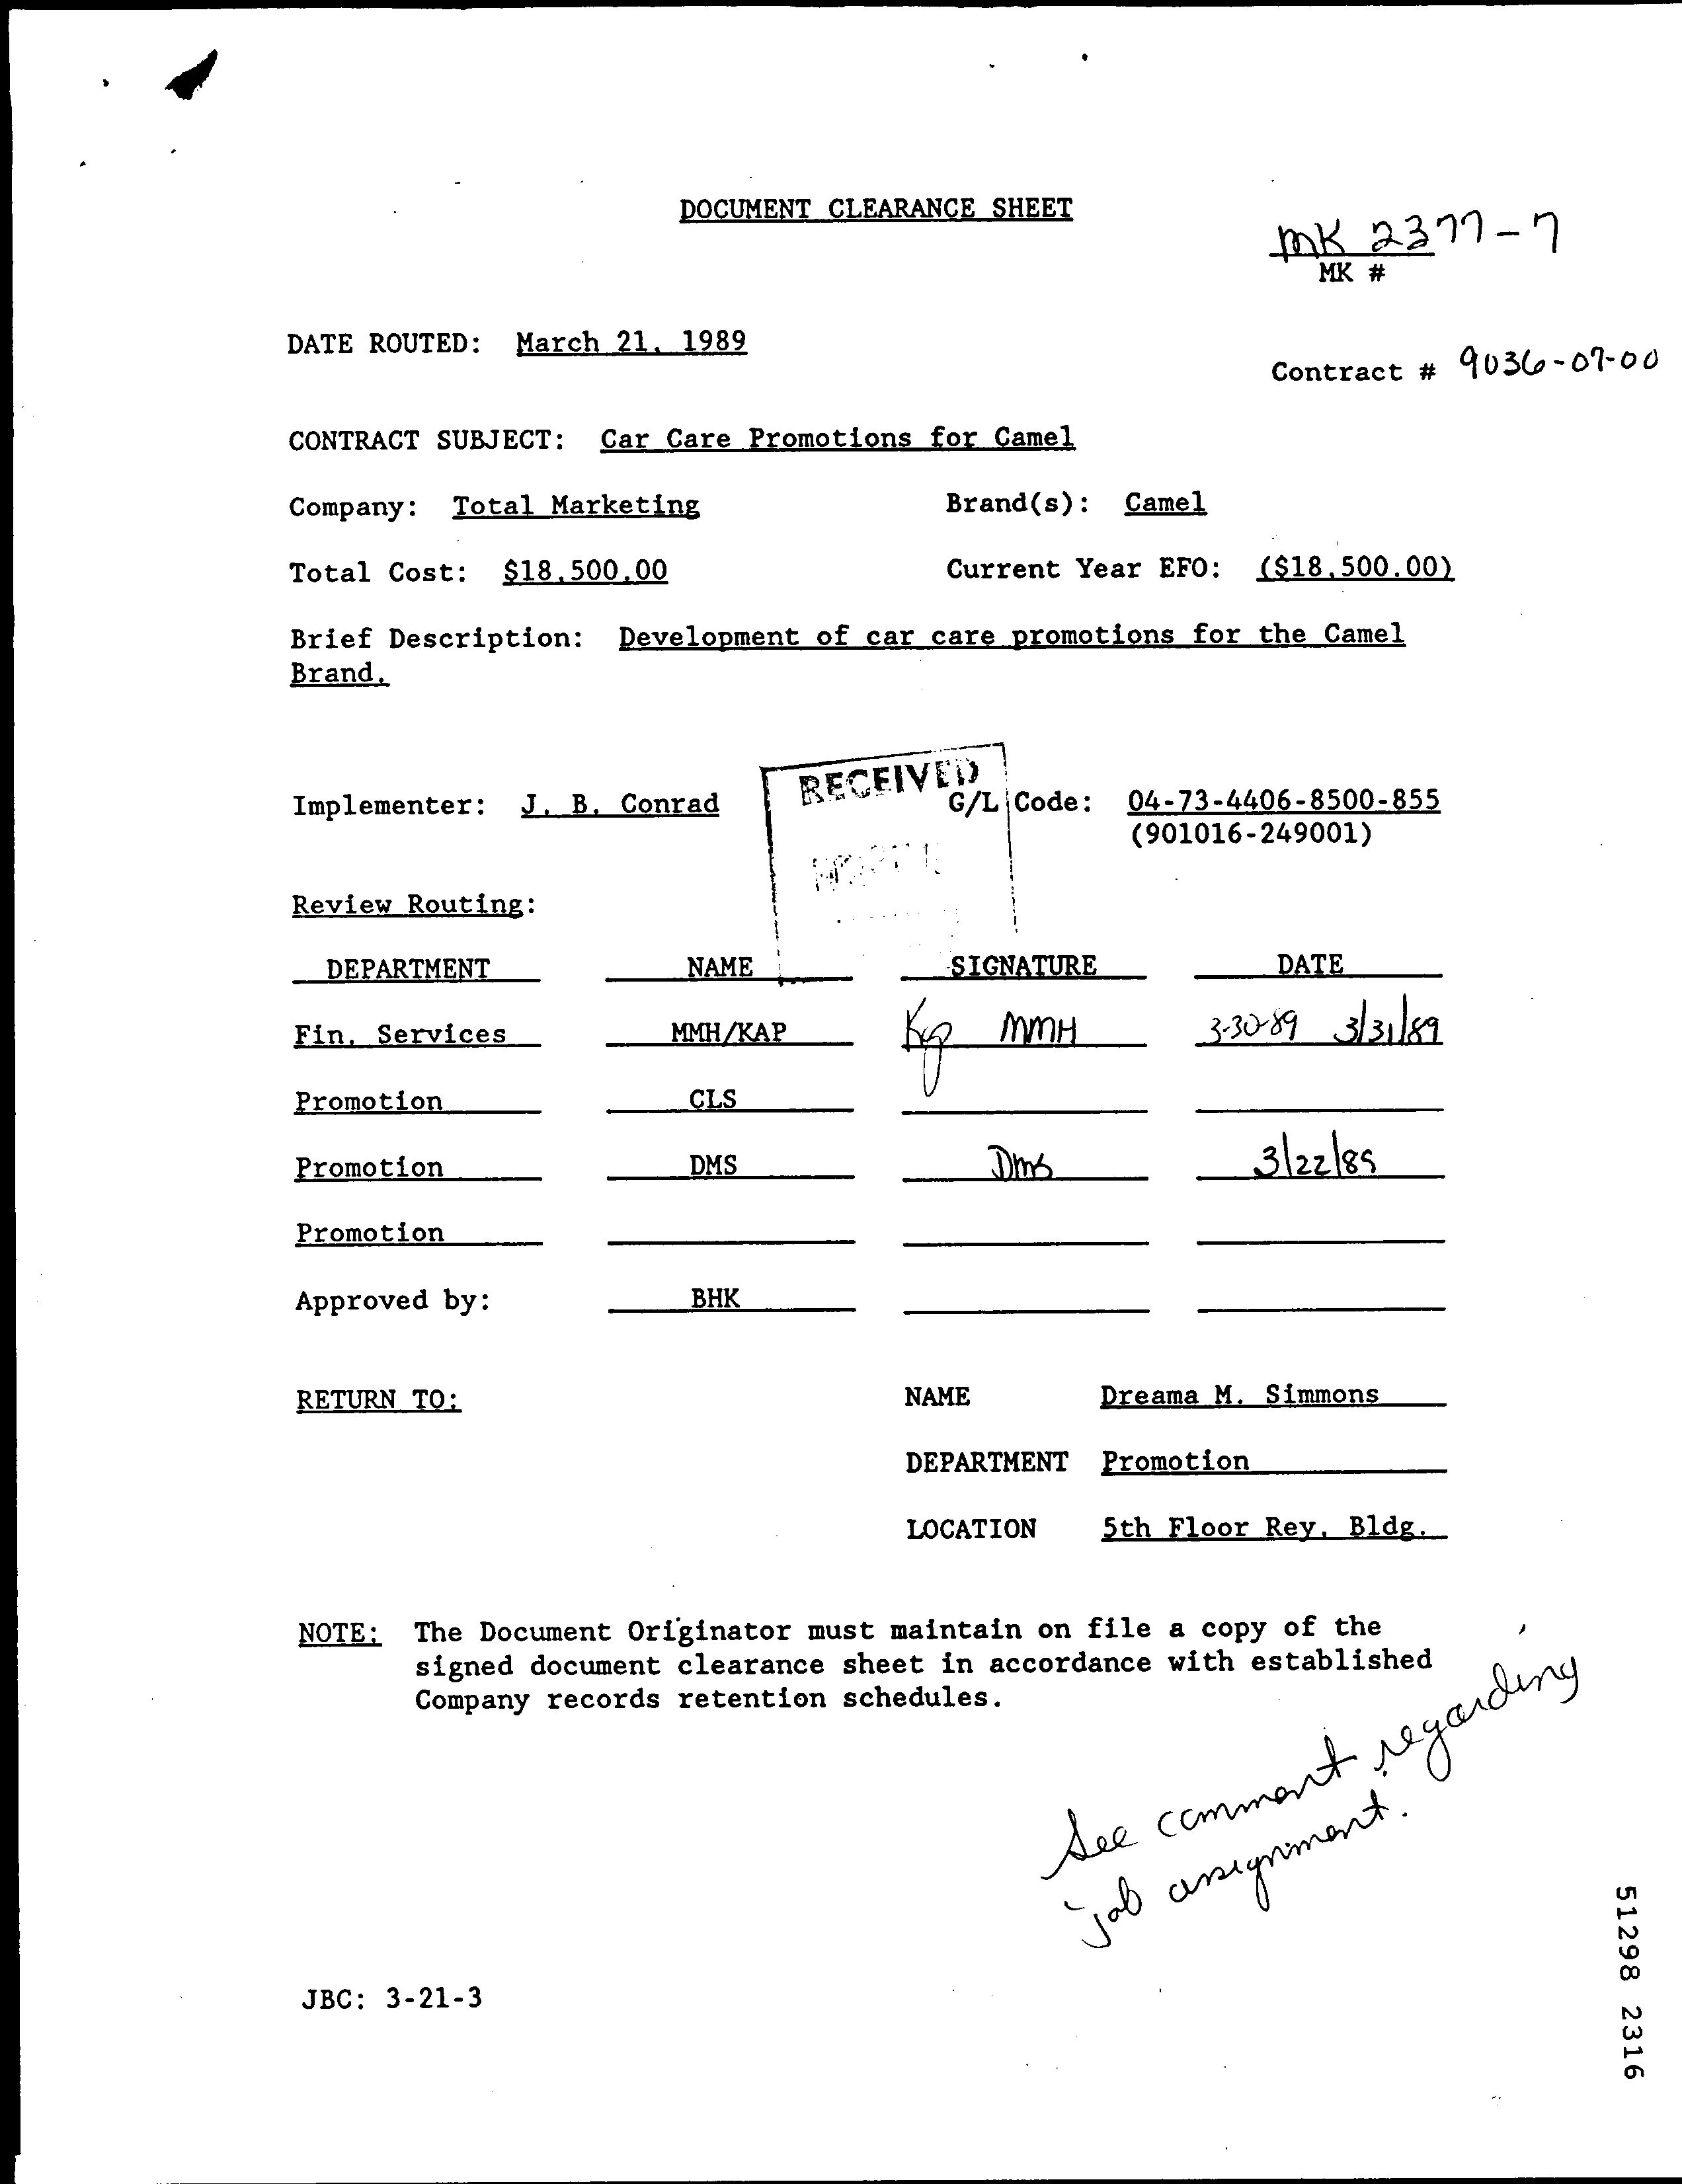 DOCUMENT CLEARANCE SHEET
MK 2377-7
MK #
DATE ROUTED: March 21, 1989
Contract # 9036-07-00
CONTRACT SUBJECT: Car Care Promotions for Camel
Company: Total Marketing Brand(s): Camel
Total Cost: $18,500.00 Current Year EFO: ($18,500.00)
Brief Description: Development of car care promotions for the Camel
Brand.
RECEIVED
Implementer: J. B. Conrad G/L Code: 04-73-4406-8500-855
(901016-249001)
Review Routing:
DEPARTMENT NAME SIGNATURE DATE
Fin. Services MMH/KAP MMH 3-30-89 3/31/89
Promotion CLS
Promotion DMS Dms 3/22/89
Promotion
Approved by: BHK
RETURN TO: NAME Dreama M. Simmons
DEPARTMENT Promotion
LOCATION 5th Floor Rey. Bldg.
NOTE: The Document Originator must maintain on file a copy of the
signed document clearance sheet in accordance with established
Company records retention schedules.
See comment regarding
job assignment.
JBC: 3-21-3
51298 2316